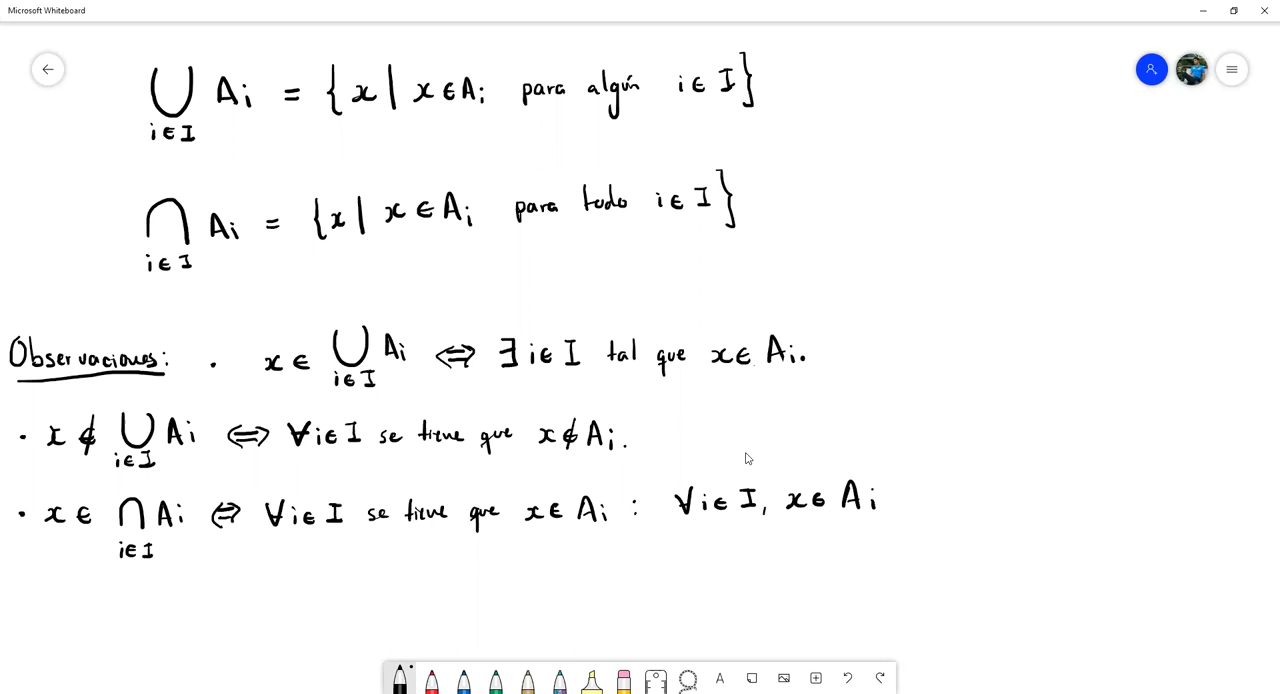 Microsoft Whiteboard
⋃ Ai = {x | x ∈ Ai para algún i ∈ I}
i ∈ I
⋂ Ai = {x | x ∈ Ai para todo i ∈ I}
i ∈ I
Observaciones: · x ∈ ⋃ Ai ⟺ ∃ i ∈ I tal que x ∈ Ai.
i ∈ I
· x ∉ ⋃ Ai ⟺ ∀ i ∈ I se tiene que x ∉ Ai.
i ∈ I
· x ∈ ⋂ Ai ⟺ ∀ i ∈ I se tiene que x ∈ Ai : ∀ i ∈ I, x ∈ Ai
i ∈ I